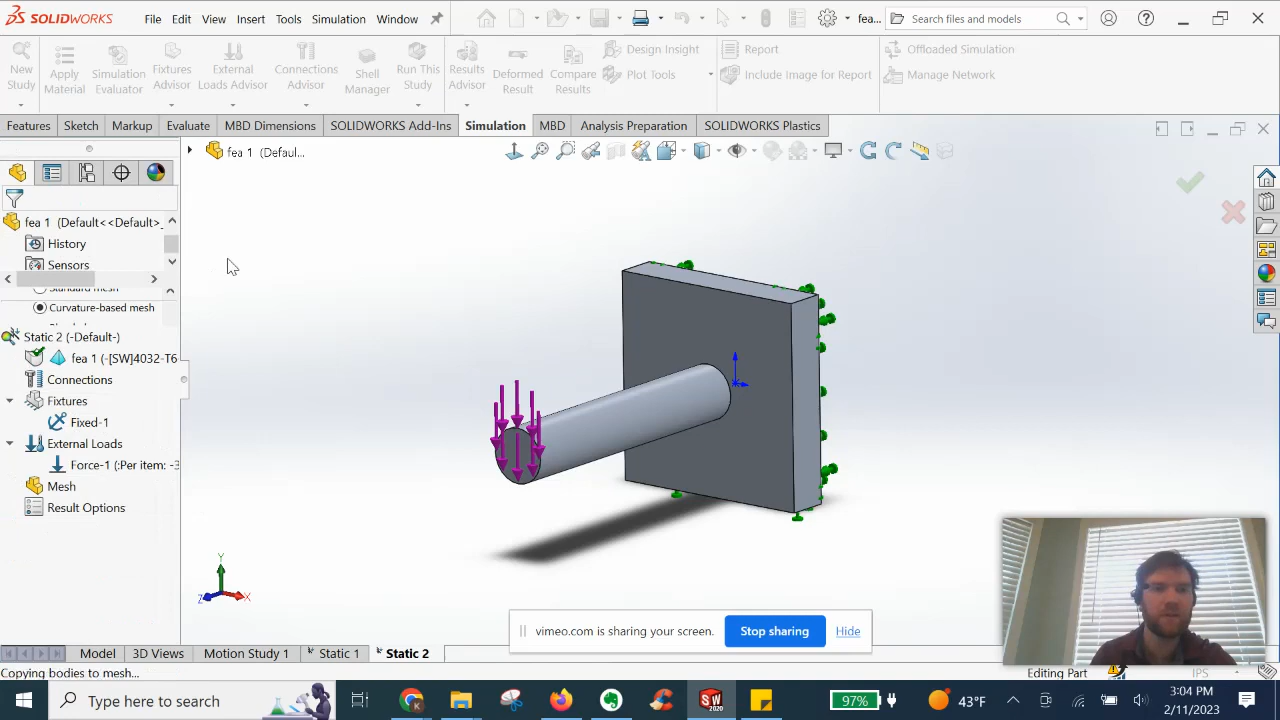 SOLIDWORKS File Edit View Insert Tools Simulation Window fea... Search files and models
New Study
Apply Material
Simulation Evaluator
Fixtures Advisor
External Loads Advisor
Connections Advisor
Shell Manager
Run This Study
Results Advisor
Deformed Result
Compare Results
Design Insight
Plot Tools
Report
Include Image for Report
Offloaded Simulation
Manage Network
Features Sketch Markup Evaluate MBD Dimensions SOLIDWORKS Add-Ins Simulation MBD Analysis Preparation SOLIDWORKS Plastics
fea 1 (Defaul...
fea 1 (Default<<Default>_
History
Sensors
Standard mesh
Curvature-based mesh
Static 2 (-Default-)
fea 1 (-[SW]4032-T6
Connections
Fixtures
Fixed-1
External Loads
Force-1 (:Per item: -3
Mesh
Result Options
Y
Z X
vimeo.com is sharing your screen. Stop sharing Hide
Model 3D Views Motion Study 1 Static 1 Static 2
Copying bodies to mesh... Editing Part IPS
Type here to search
SW
2020
97% 43°F
3:04 PM
2/11/2023